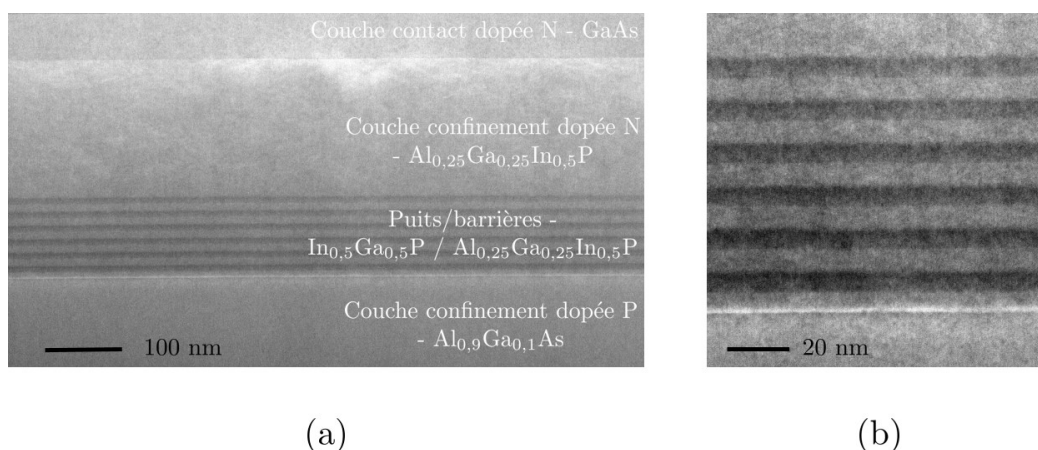 Couche contact dopée N - GaAs
Couche confinement dopée N
- Al0,25Ga0,25In0,5P
Puits/barrières -
In0,5Ga0,5P / Al0,25Ga0,25In0,5P
Couche confinement dopée P
- Al0,9Ga0,1As
100 nm
20 nm
(a)
(b)